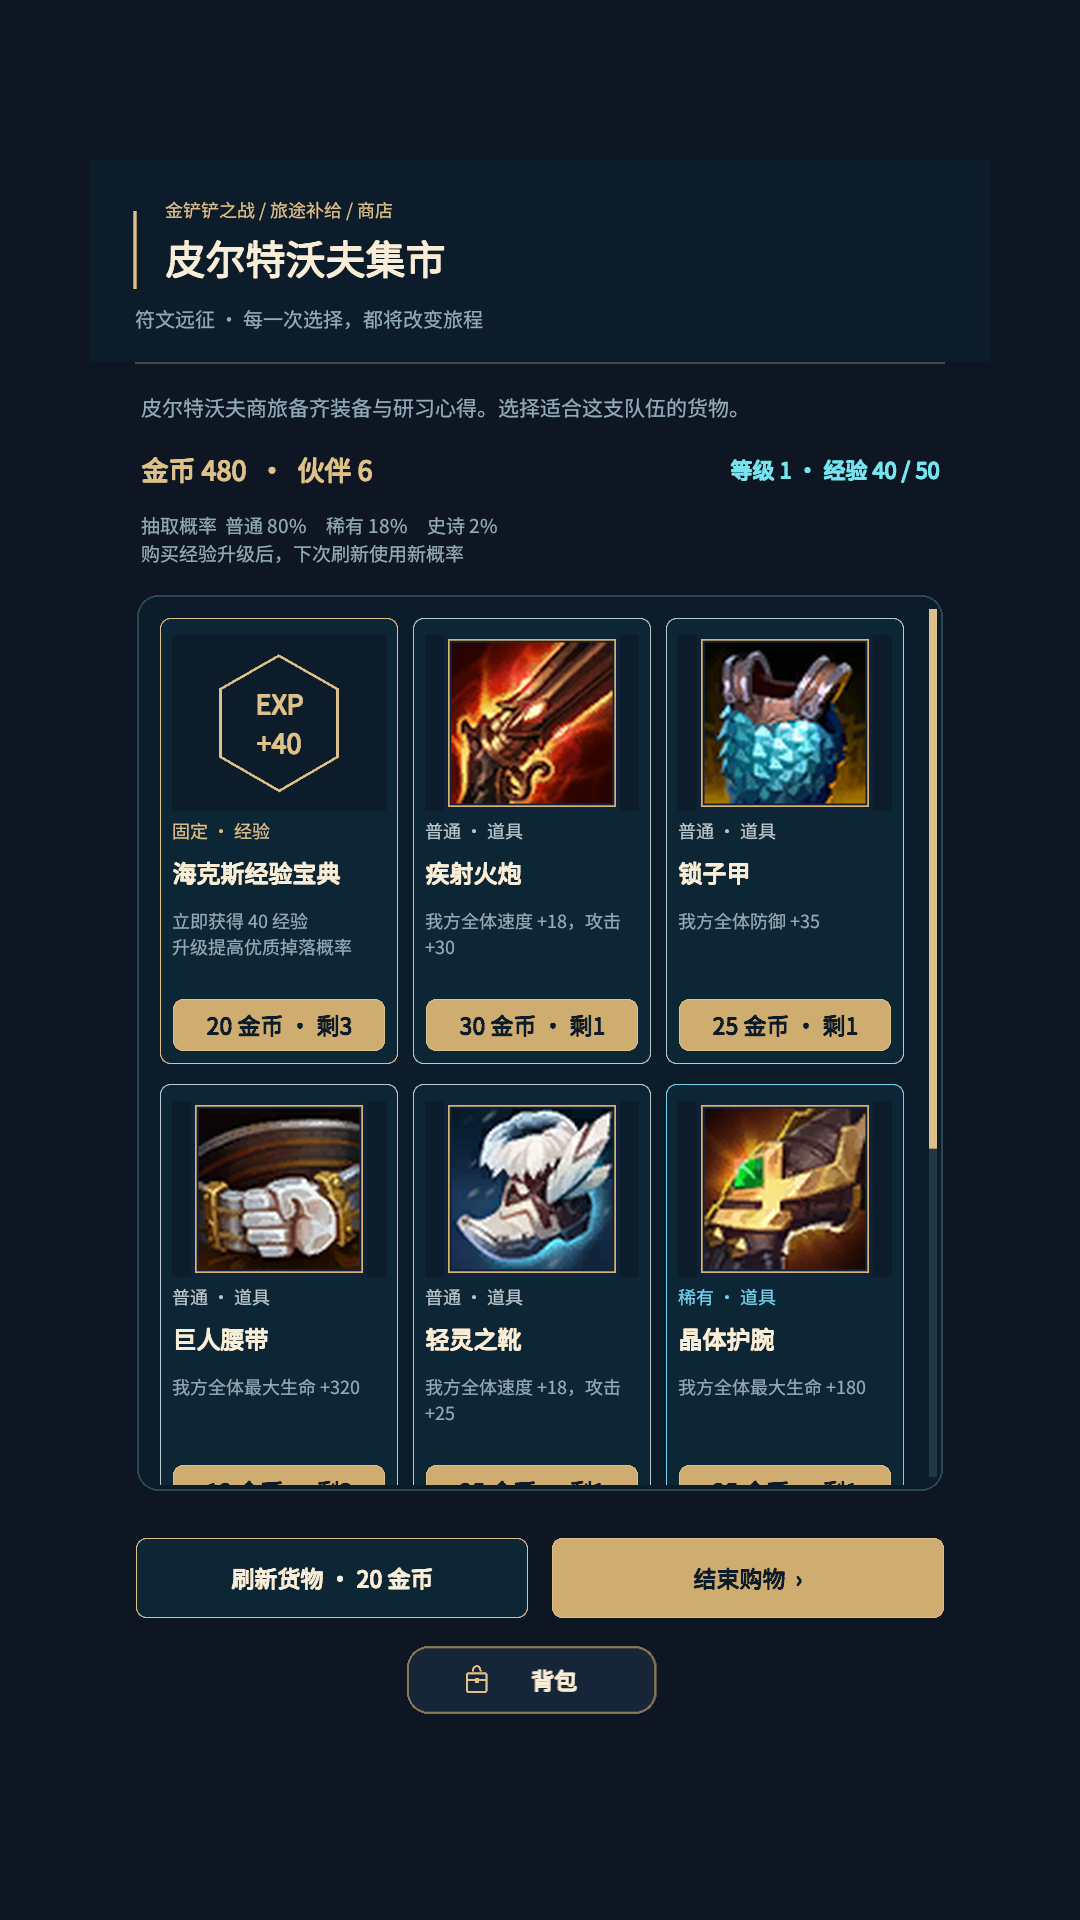 金铲铲之战 / 旅途补给 / 商店
皮尔特沃夫集市
符文远征 · 每一次选择，都将改变旅程
皮尔特沃夫商旅备齐装备与研习心得。选择适合这支队伍的货物。
金币 480 · 伙伴 6
等级 1 · 经验 40 / 50
抽取概率 普通 80% 稀有 18% 史诗 2%
购买经验升级后，下次刷新使用新概率
EXP
+40
固定 · 经验
海克斯经验宝典
立即获得 40 经验
升级提高优质掉落概率
20 金币 · 剩3
普通 · 道具
疾射火炮
我方全体速度 +18，攻击
+30
30 金币 · 剩1
普通 · 道具
锁子甲
我方全体防御 +35
25 金币 · 剩1
普通 · 道具
巨人腰带
我方全体最大生命 +320
普通 · 道具
轻灵之靴
我方全体速度 +18，攻击
+25
稀有 · 道具
晶体护腕
我方全体最大生命 +180
刷新货物 · 20 金币
结束购物 ›
背包